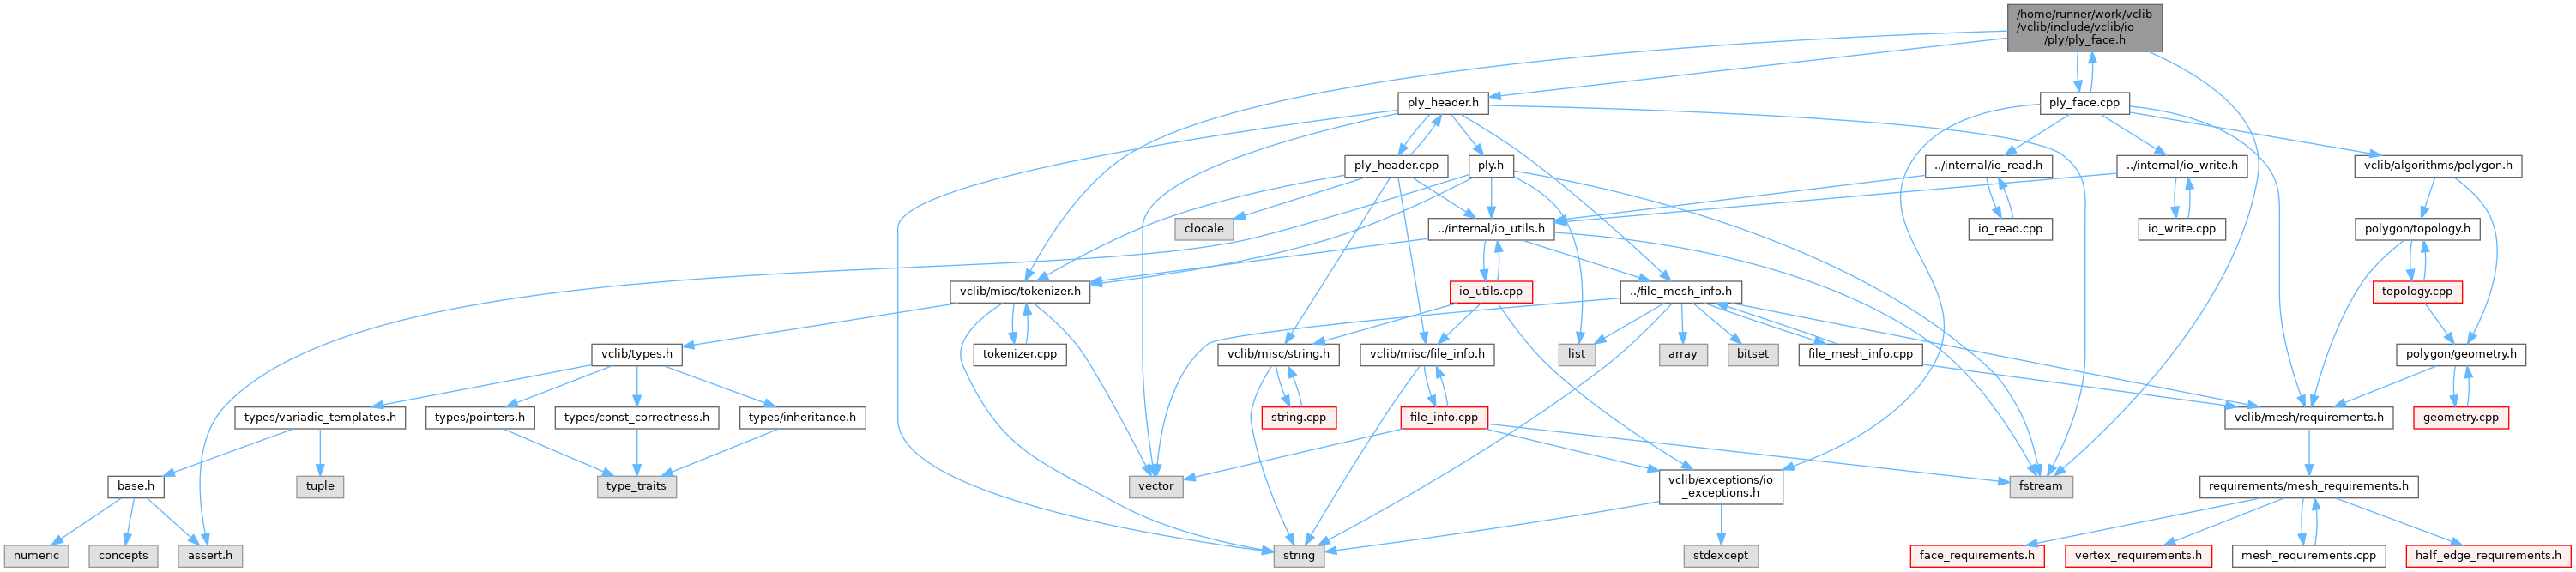 /home/runner/work/vclib
/vclib/include/vclib/io
/ply/ply_face.h
ply_header.h
ply_face.cpp
ply_header.cpp
ply.h
../internal/io_read.h
../internal/io_write.h
vclib/algorithms/polygon.h
clocale
../internal/io_utils.h
io_read.cpp
io_write.cpp
polygon/topology.h
vclib/misc/tokenizer.h
io_utils.cpp
../file_mesh_info.h
topology.cpp
vclib/types.h
tokenizer.cpp
vclib/misc/string.h
vclib/misc/file_info.h
list
array
bitset
file_mesh_info.cpp
polygon/geometry.h
types/variadic_templates.h
types/pointers.h
types/const_correctness.h
types/inheritance.h
string.cpp
file_info.cpp
vclib/mesh/requirements.h
geometry.cpp
base.h
tuple
type_traits
vector
vclib/exceptions/io
_exceptions.h
fstream
requirements/mesh_requirements.h
numeric
concepts
assert.h
string
stdexcept
face_requirements.h
vertex_requirements.h
mesh_requirements.cpp
half_edge_requirements.h